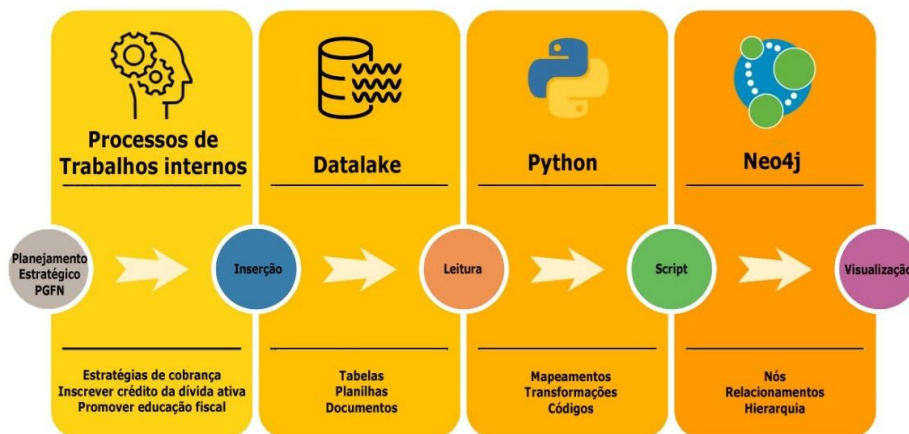 Processos de
Trabalhos internos
Datalake
Python
Neo4j
Planejamento
Estratégico
PGFN
Inserção
Leitura
Script
Visualização
Estratégias de cobrança
Inscrever crédito da dívida ativa
Promover educação fiscal
Tabelas
Planilhas
Documentos
Mapeamentos
Transformações
Códigos
Nós
Relacionamentos
Hierarquia